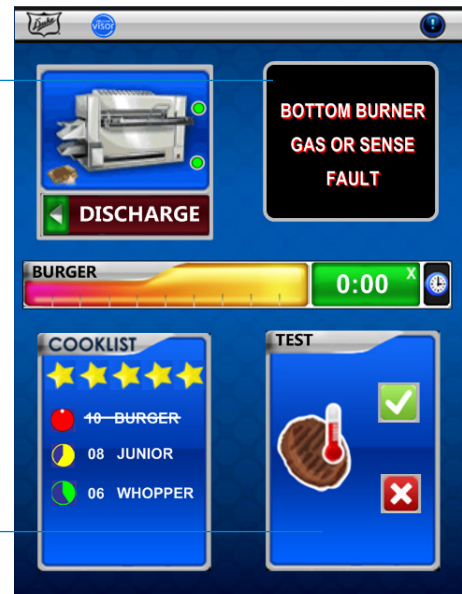 Duke
visor
!
BOTTOM BURNER
GAS OR SENSE
FAULT
DISCHARGE
BURGER
0:00
X
COOKLIST
10 BURGER
08 JUNIOR
06 WHOPPER
TEST